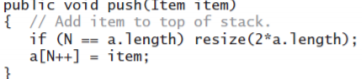 public void push(Item item)
{  // Add item to top of stack.
   if (N == a.length) resize(2*a.length);
   a[N++] = item;
}